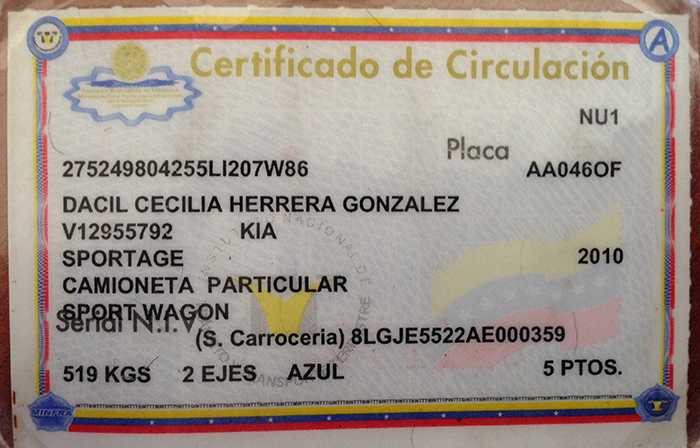 Certificado de Circulación
A
NU1
Placa
275249804255LI207W86 AA046OF
DACIL CECILIA HERRERA GONZALEZ
V12955792 KIA
SPORTAGE 2010
CAMIONETA PARTICULAR
SPORT WAGON
Serial N.I.V
(S. Carroceria) 8LGJE5522AE000359
519 KGS 2 EJES AZUL 5 PTOS.
MINFRA